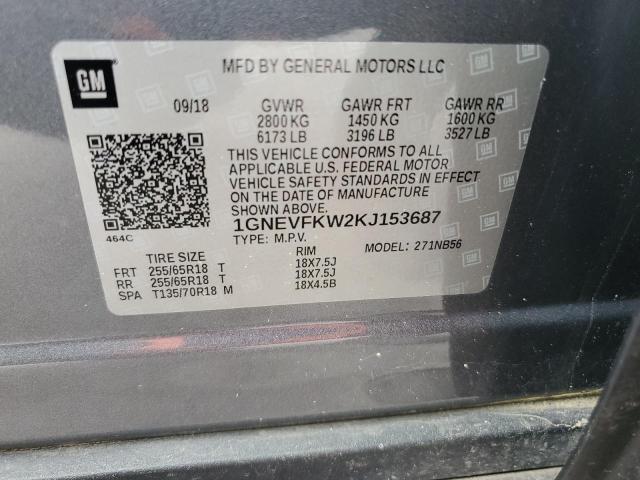 GM
MFD BY GENERAL MOTORS LLC
09/18 GVWR GAWR FRT GAWR RR
2800 KG 1450 KG 1600 KG
6173 LB 3196 LB 3527 LB
THIS VEHICLE CONFORMS TO ALL
APPLICABLE U.S. FEDERAL MOTOR
VEHICLE SAFETY STANDARDS IN EFFECT
ON THE DATE OF MANUFACTURE
SHOWN ABOVE.
464C
1GNEVFKW2KJ153687
TYPE: M.P.V. MODEL: 271NB56
TIRE SIZE RIM
FRT 255/65R18 T 18X7.5J
RR 255/65R18 T 18X7.5J
SPA T135/70R18 M 18X4.5B